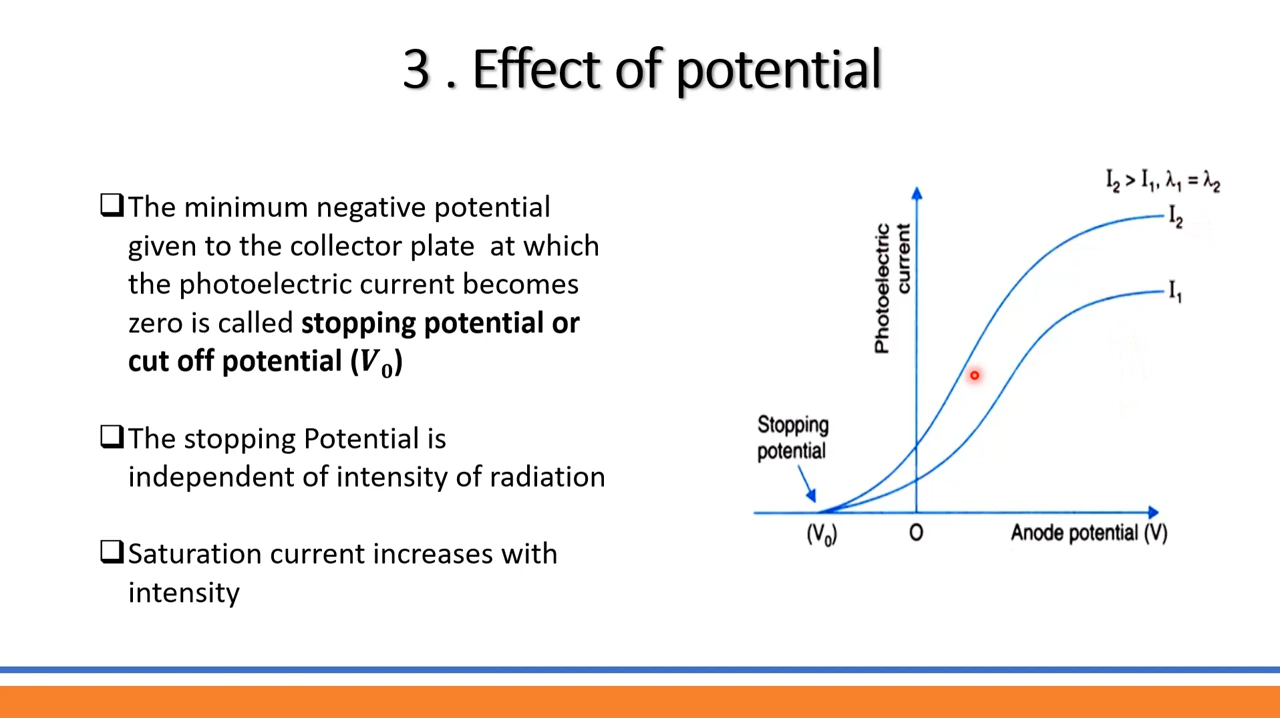 3 . Effect of potential
❑The minimum negative potential
given to the collector plate at which
the photoelectric current becomes
zero is called stopping potential or
cut off potential (V₀)
❑The stopping Potential is
independent of intensity of radiation
❑Saturation current increases with
intensity
I₂ > I₁, λ₁ = λ₂
I₂
I₁
Photoelectric
current
Stopping
potential
(V₀)
O
Anode potential (V)